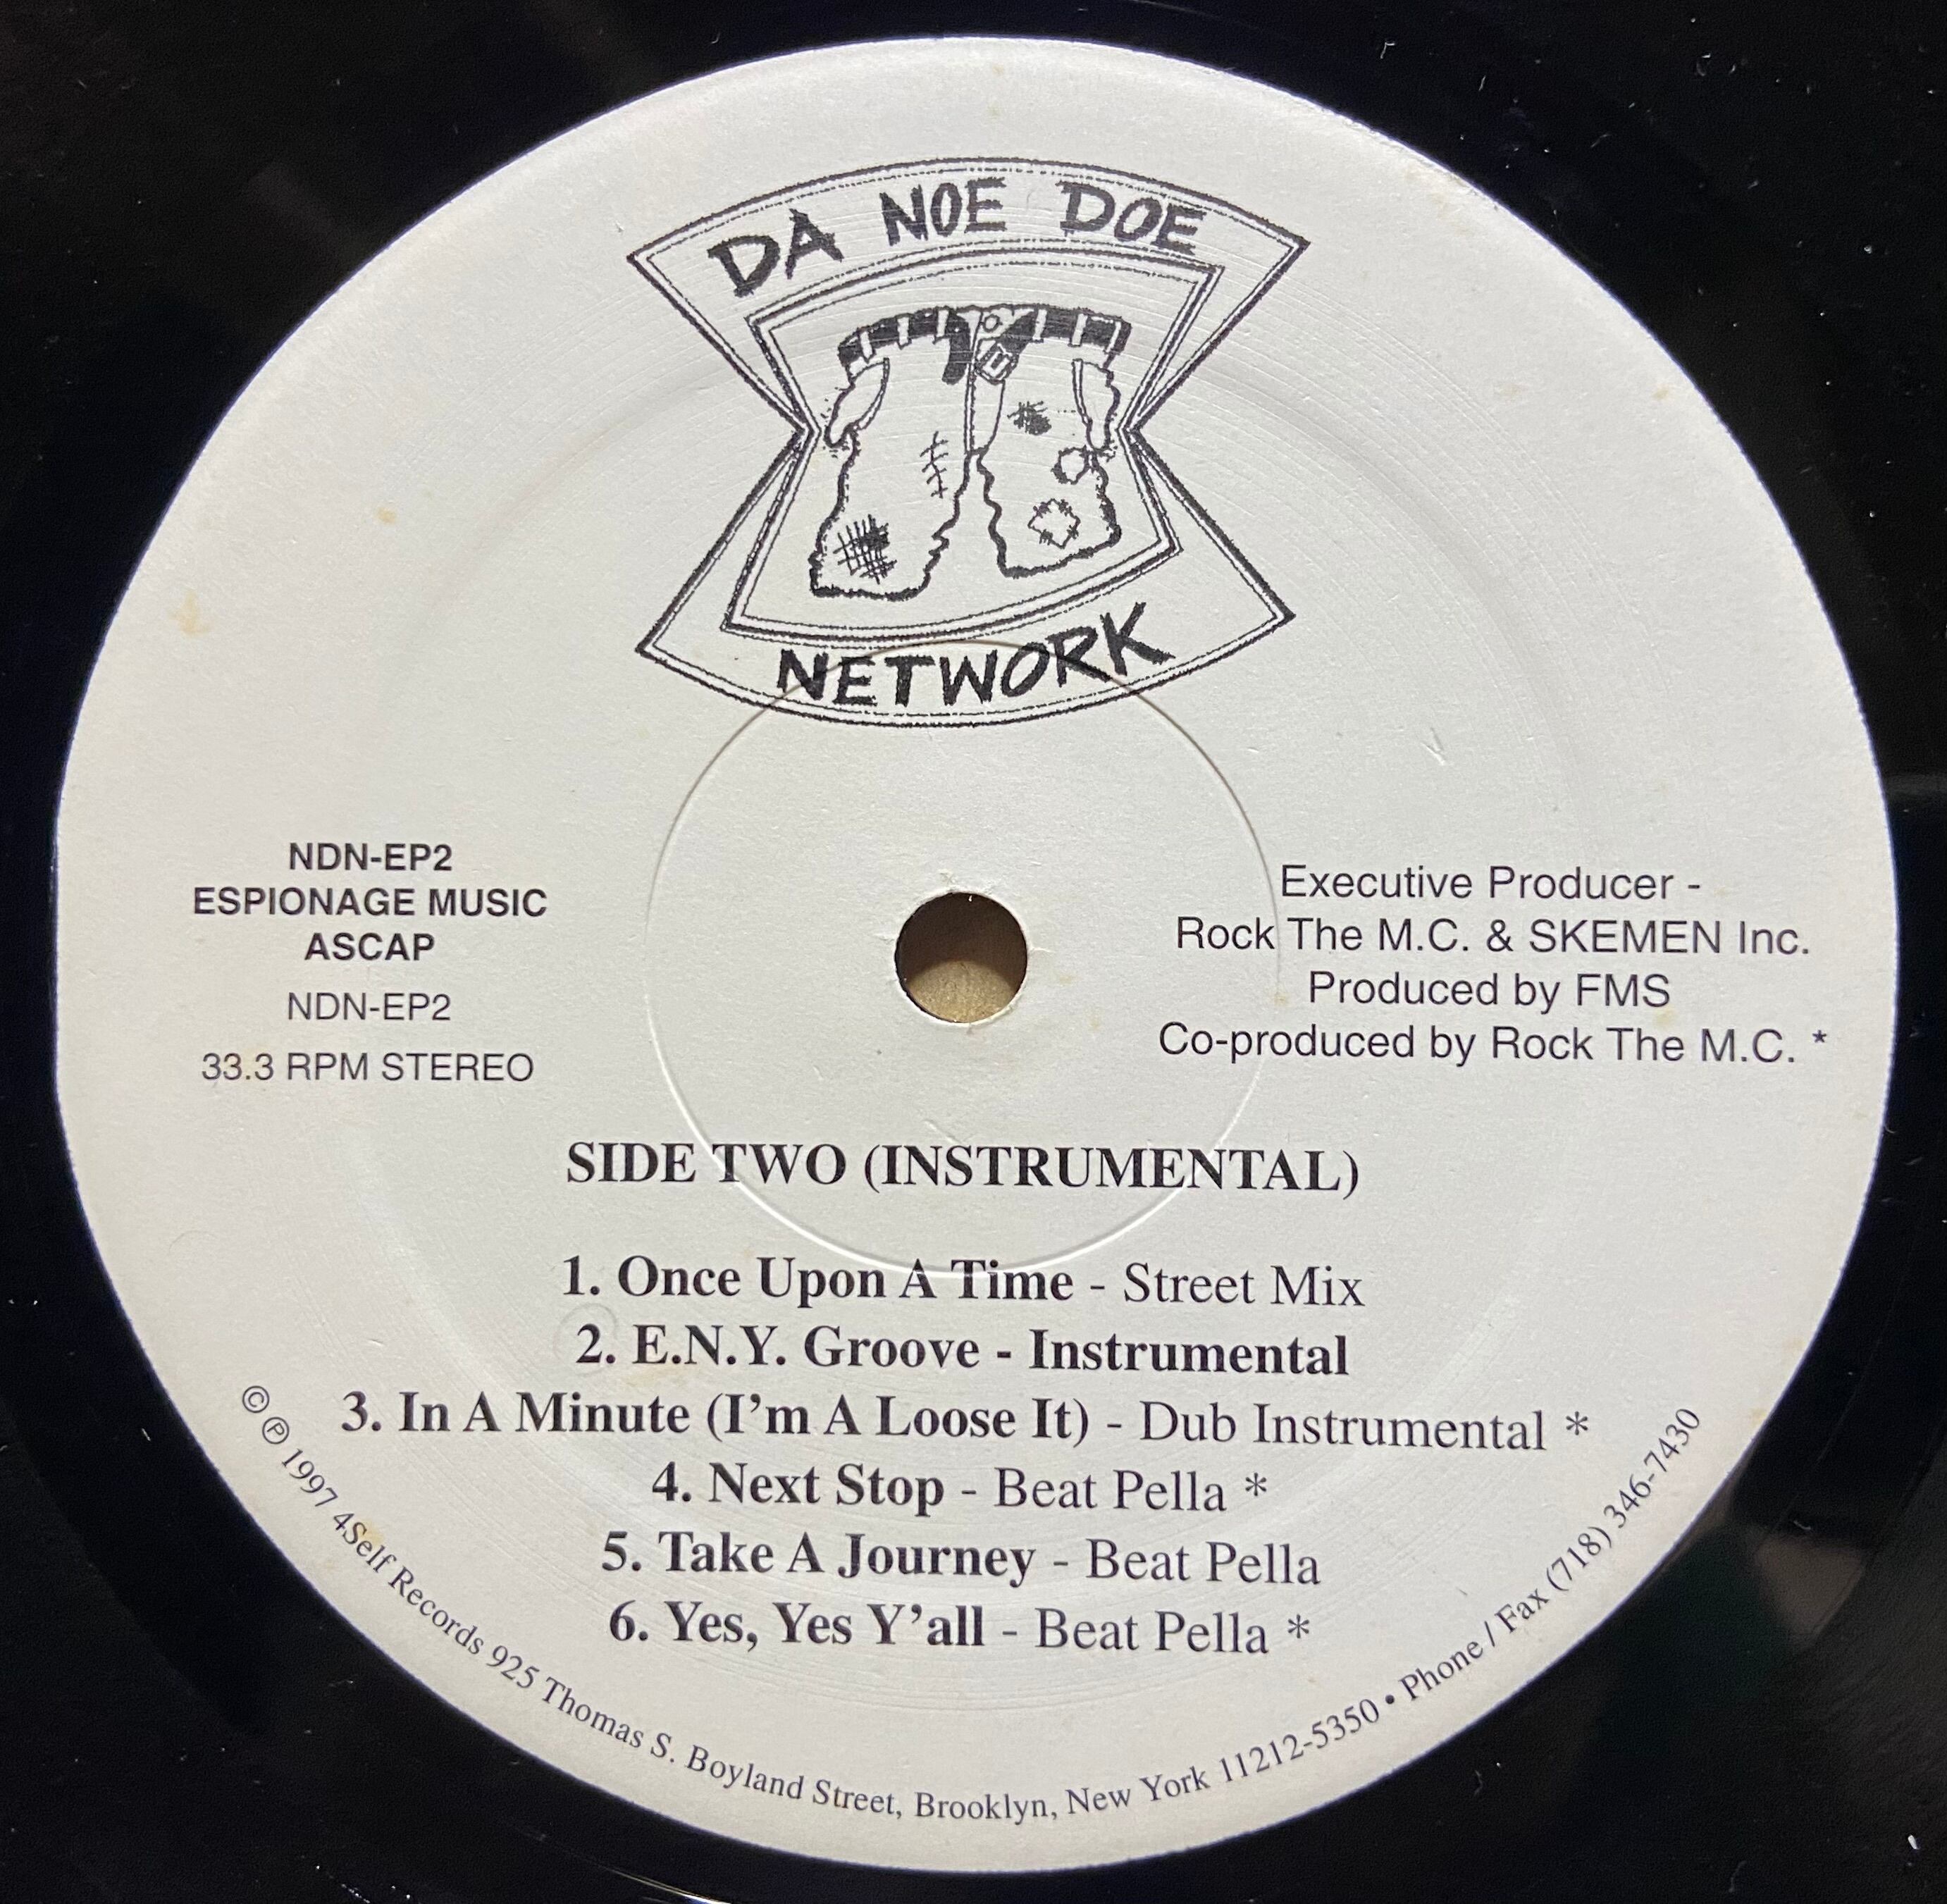 DA NOE DOE
NETWORK
NDN-EP2
ESPIONAGE MUSIC
ASCAP
NDN-EP2
33.3 RPM STEREO
Executive Producer -
Rock The M.C. & SKEMEN Inc.
Produced by FMS
Co-produced by Rock The M.C. *
SIDE TWO (INSTRUMENTAL)
1. Once Upon A Time - Street Mix
2. E.N.Y. Groove - Instrumental
3. In A Minute (I'm A Loose It) - Dub Instrumental *
4. Next Stop - Beat Pella *
5. Take A Journey - Beat Pella
6. Yes, Yes Y'all - Beat Pella *
© ℗ 1997 4Self Records 925 Thomas S. Boyland Street, Brooklyn, New York 11212-5350 • Phone / Fax (718) 346-7430